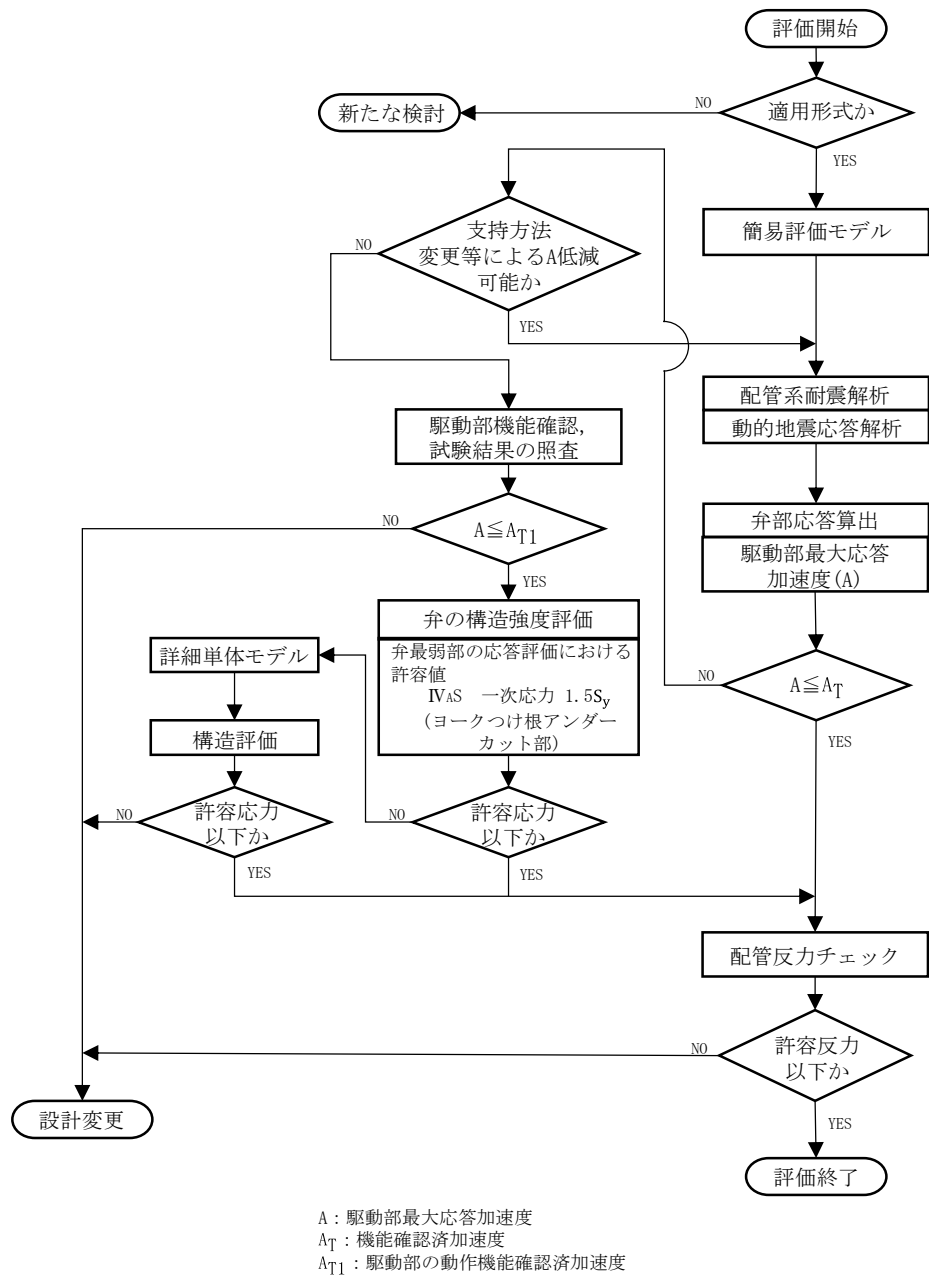 評価開始
適用形式か
NO
新たな検討
YES
簡易評価モデル
支持方法
変更等によるA低減
可能か
NO
YES
配管系耐震解析
動的地震応答解析
駆動部機能確認,
試験結果の照査
弁部応答算出
駆動部最大応答
加速度(A)
A≦AT1
NO
YES
A≦AT
NO
YES
弁の構造強度評価
弁最弱部の応答評価における
許容値
ⅣAS 一次応力 1.5Sy
(ヨークつけ根アンダー
カット部)
詳細単体モデル
構造評価
許容応力
以下か
NO
YES
許容応力
以下か
NO
YES
配管反力チェック
許容反力
以下か
NO
YES
設計変更
評価終了
A:駆動部最大応答加速度
AT:機能確認済加速度
AT1:駆動部の動作機能確認済加速度